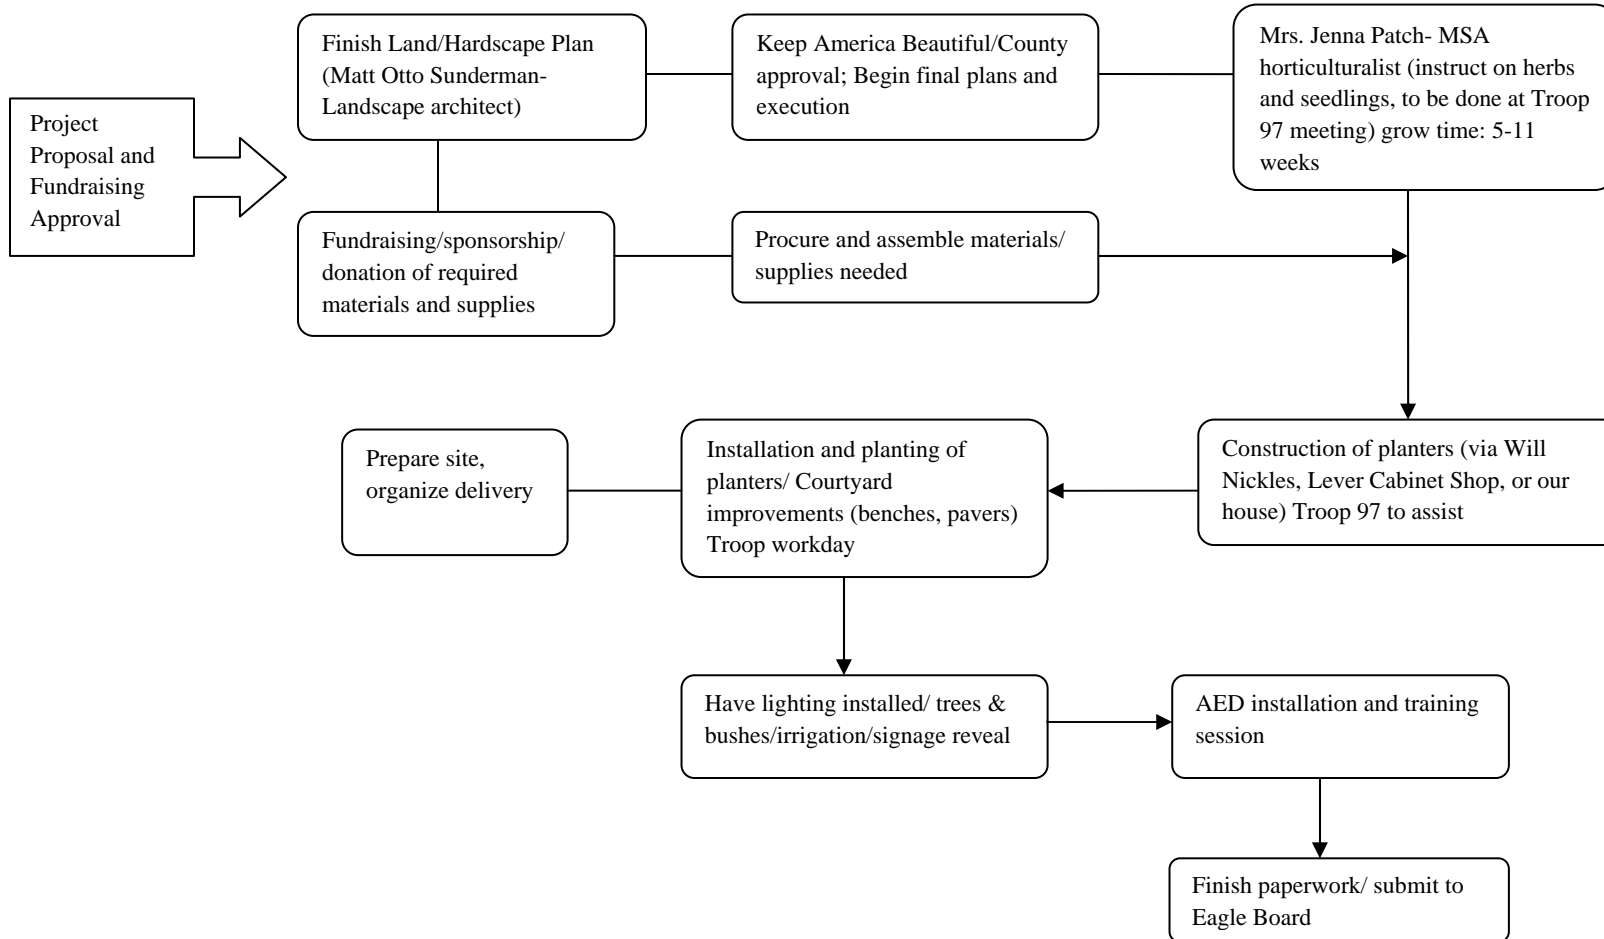 Project
Proposal and
Fundraising
Approval
Finish Land/Hardscape Plan
(Matt Otto Sunderman-
Landscape architect)
Keep America Beautiful/County
approval; Begin final plans and
execution
Mrs. Jenna Patch- MSA
horticulturalist (instruct on herbs
and seedlings, to be done at Troop
97 meeting) grow time: 5-11
weeks
Fundraising/sponsorship/
donation of required
materials and supplies
Procure and assemble materials/
supplies needed
Prepare site,
organize delivery
Installation and planting of
planters/ Courtyard
improvements (benches, pavers)
Troop workday
Construction of planters (via Will
Nickles, Lever Cabinet Shop, or our
house) Troop 97 to assist
Have lighting installed/ trees &
bushes/irrigation/signage reveal
AED installation and training
session
Finish paperwork/ submit to
Eagle Board